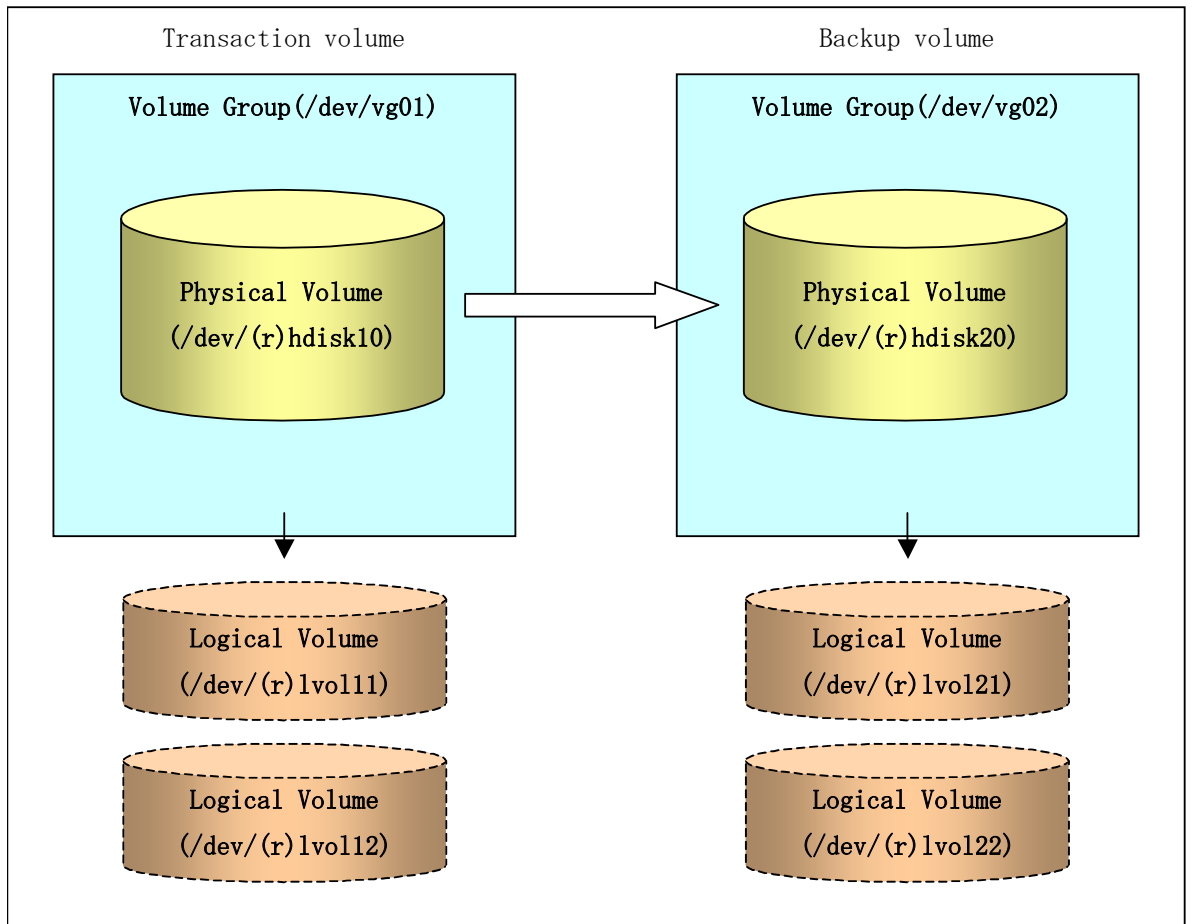 Transaction volume
Backup volume
Volume Group(/dev/vg01)
Volume Group(/dev/vg02)
Physical Volume
(/dev/(r)hdisk10)
Physical Volume
(/dev/(r)hdisk20)
Logical Volume
(/dev/(r)lvol11)
Logical Volume
(/dev/(r)lvol21)
Logical Volume
(/dev/(r)lvol12)
Logical Volume
(/dev/(r)lvol22)